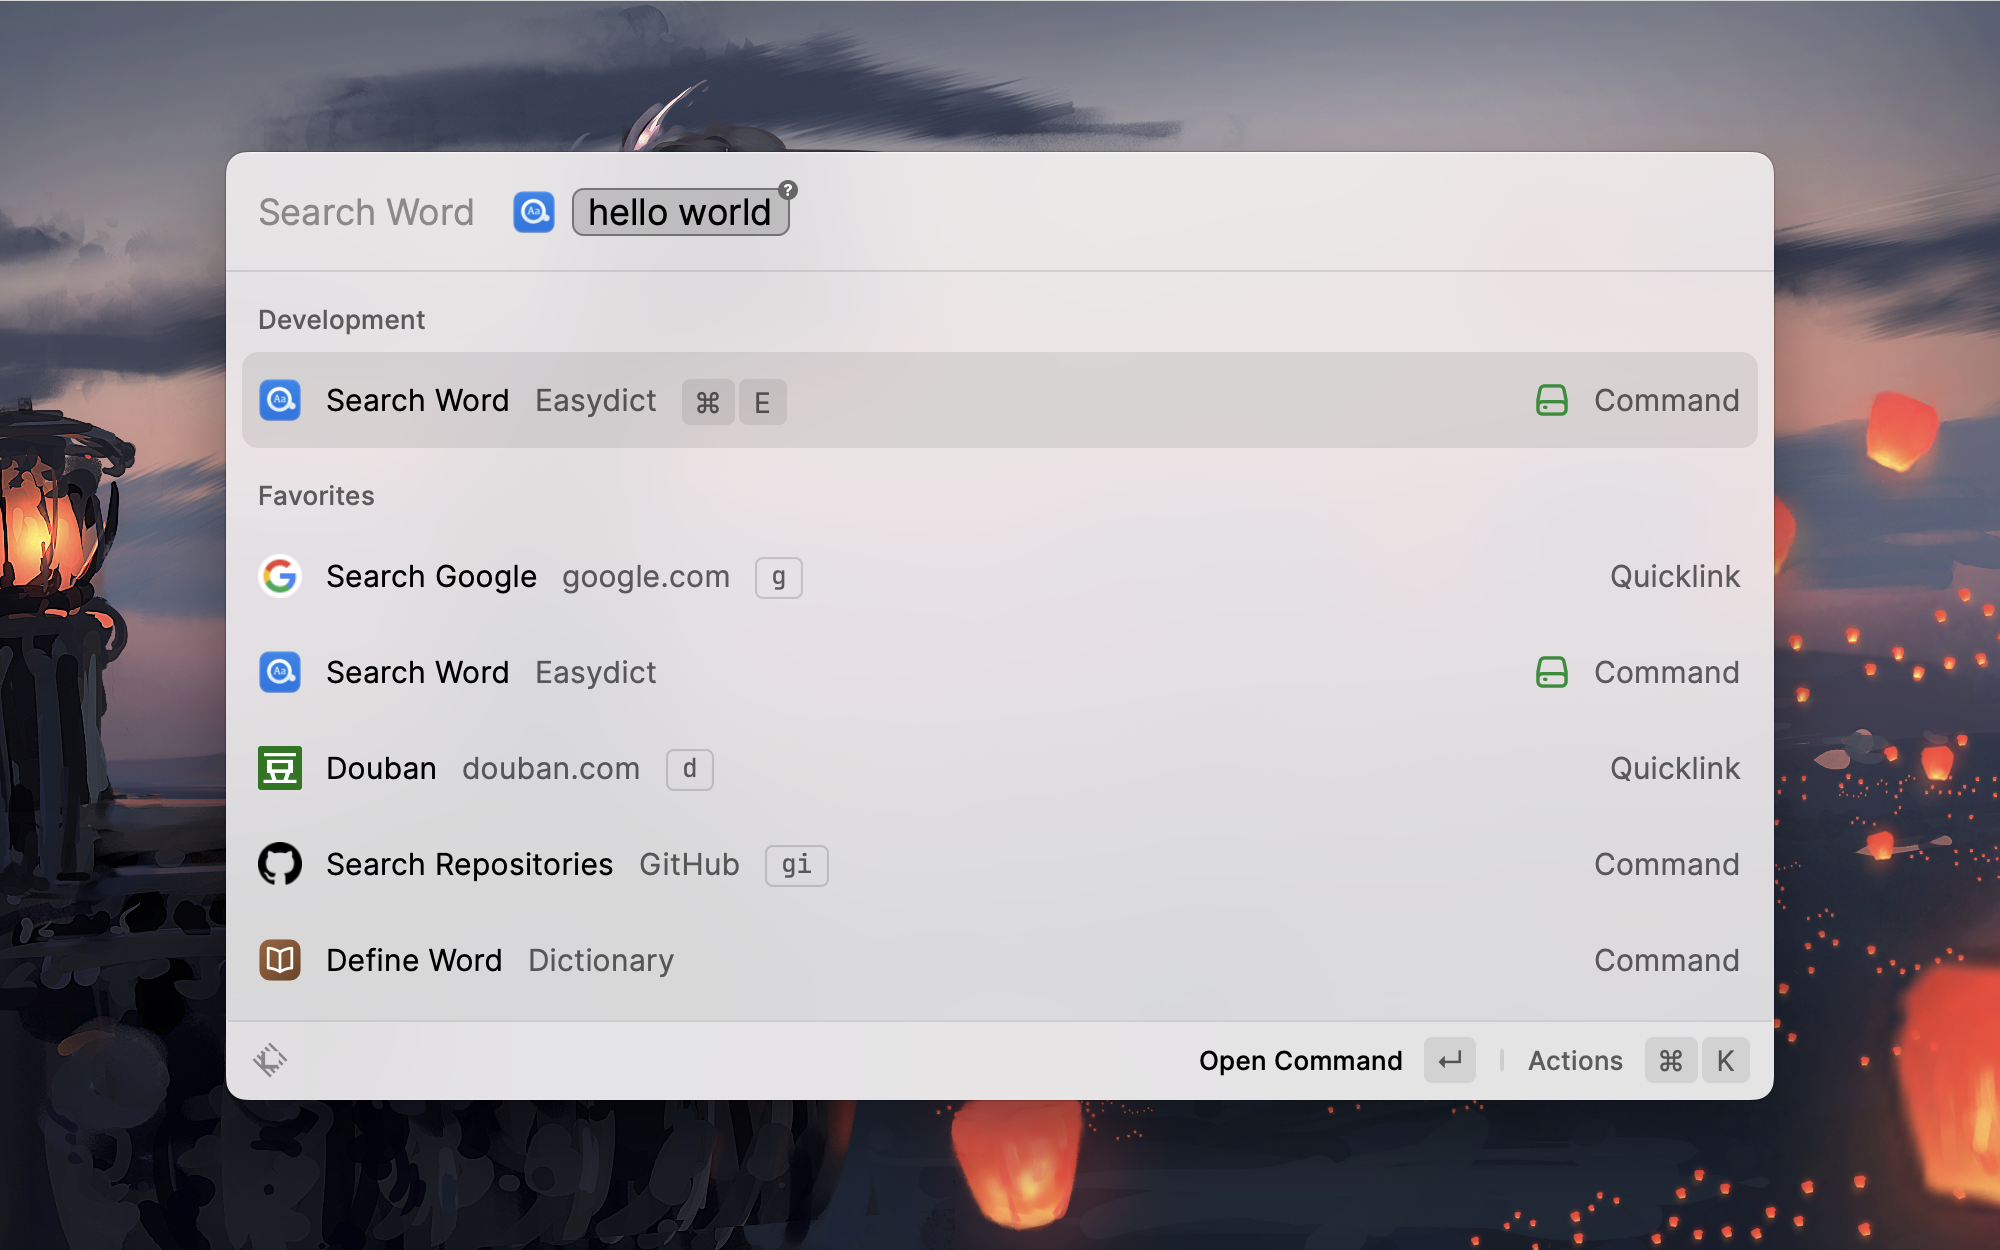 Search Word hello world ?
Development
Search Word Easydict ⌘ E Command
Favorites
Search Google google.com g Quicklink
Search Word Easydict Command
豆 Douban douban.com d Quicklink
Search Repositories GitHub gi Command
Define Word Dictionary Command
Open Command ↵ Actions ⌘ K